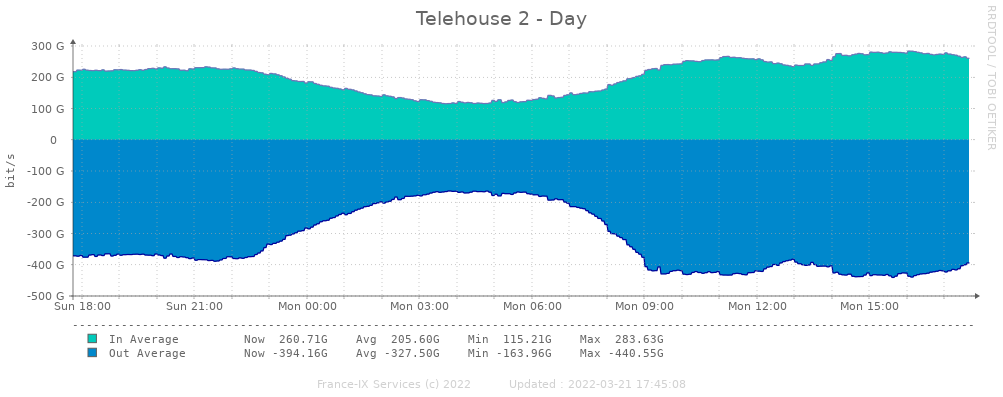 Telehouse 2 - Day
RRDTOOL / TOBI OETIKER
bit/s
300 G
200 G
100 G
0
-100 G
-200 G
-300 G
-400 G
-500 G
Sun 18:00 Sun 21:00 Mon 00:00 Mon 03:00 Mon 06:00 Mon 09:00 Mon 12:00 Mon 15:00
In Average Now 260.71G Avg 205.60G Min 115.21G Max 283.63G
Out Average Now -394.16G Avg -327.50G Min -163.96G Max -440.55G
France-IX Services (c) 2022 Updated : 2022-03-21 17:45:08